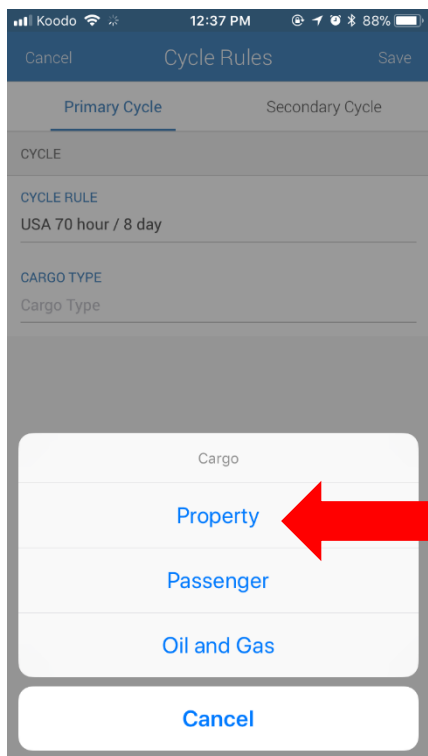 Koodo 12:37 PM 88%
Cancel Cycle Rules Save
Primary Cycle Secondary Cycle
CYCLE
CYCLE RULE
USA 70 hour / 8 day
CARGO TYPE
Cargo Type
Cargo
Property
Passenger
Oil and Gas
Cancel